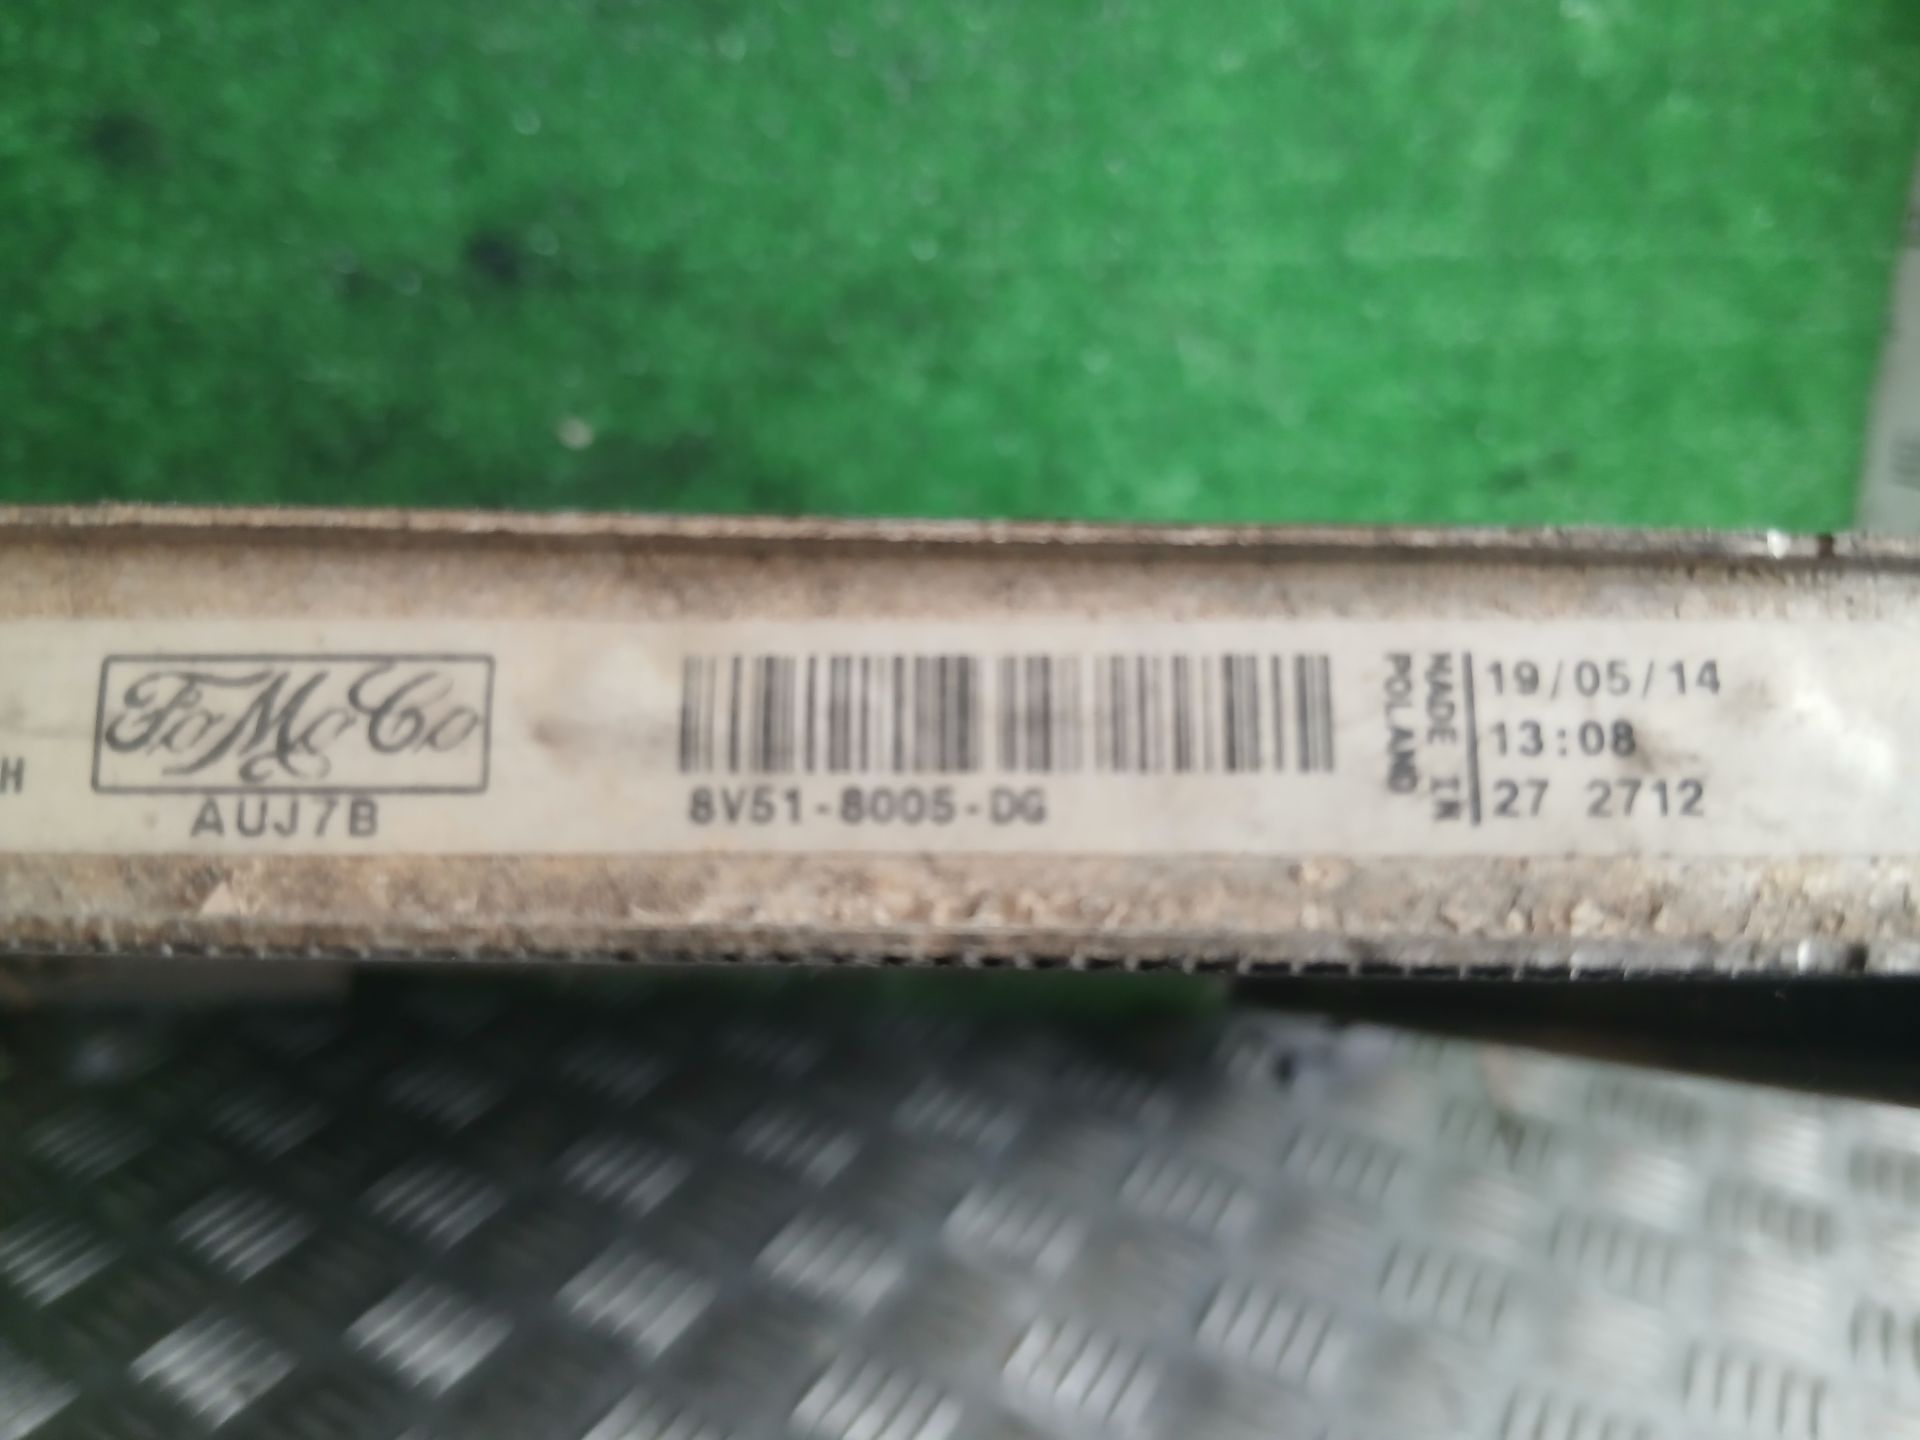 H
FoMoCo
AUJ7B
8V51-8005-DG
MADE IN
POLAND
19/05/14
13:08
27 2712